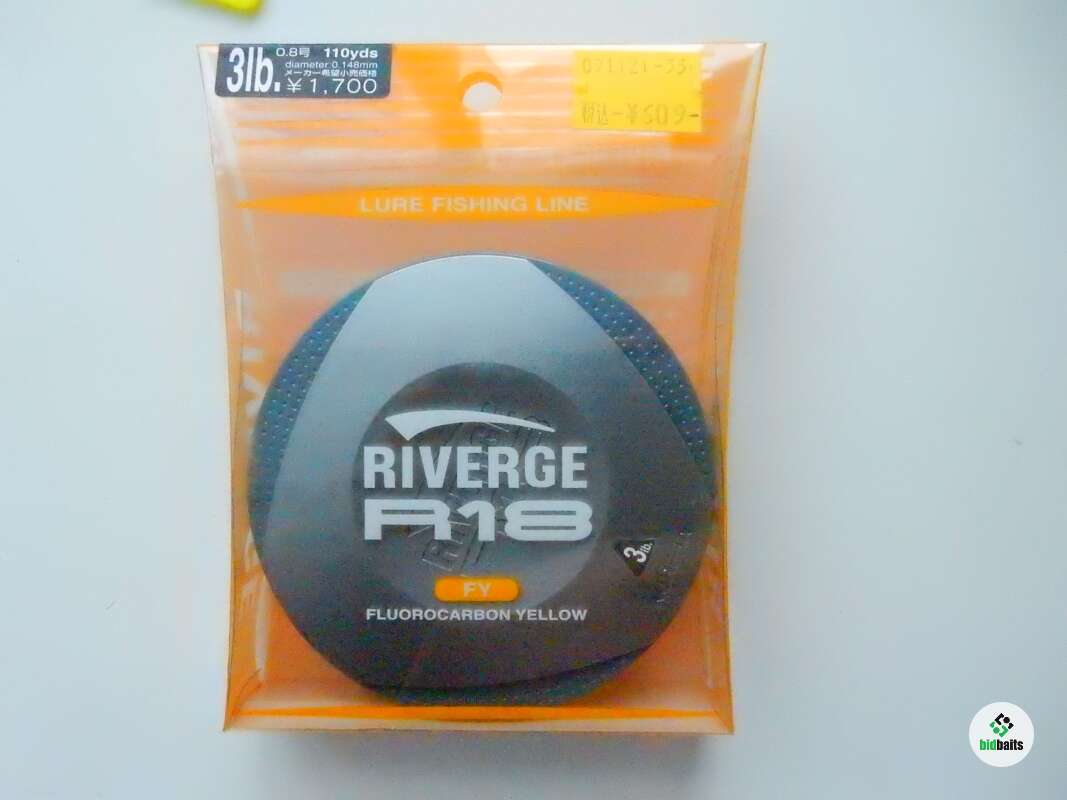 3lb.
0.8号 110yds
diameter:0.148mm
メーカー希望小売価格
¥1,700
税込-¥509-
LURE FISHING LINE
RIVERGE
R18
3lb.
FY
FLUOROCARBON YELLOW
bidbaits